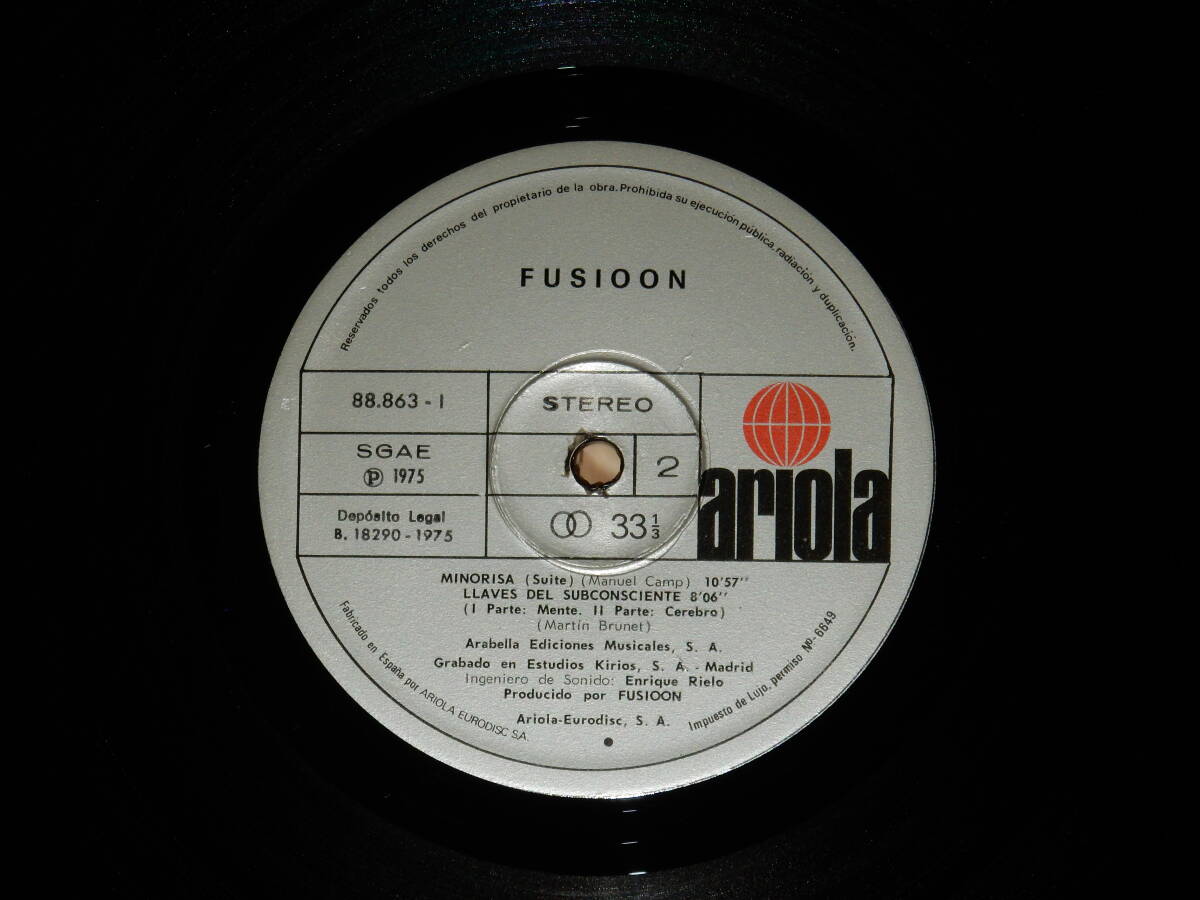 Reservados todos los derechos del propietario de la obra. Prohibida su ejecución pública, radiación y duplicación.
FUSIOON
88.863 - I
STEREO
SGAE
℗ 1975
2
ariola
Depósito Legal
B. 18290 - 1975
33 1/3
MINORISA (Suite) (Manuel Camp) 10'57"
LLAVES DEL SUBCONSCIENTE 8'06"
(I Parte: Mente. II Parte: Cerebro)
(Martín Brunet)
Arabella Ediciones Musicales, S. A.
Grabado en Estudios Kirios, S. A. - Madrid
Ingeniero de Sonido: Enrique Rielo
Producido por FUSIOON
Ariola-Eurodisc, S. A.
Fabricado en España por ARIOLA EURODISC S.A.
Impuesto de Lujo, permiso Nº- 6649